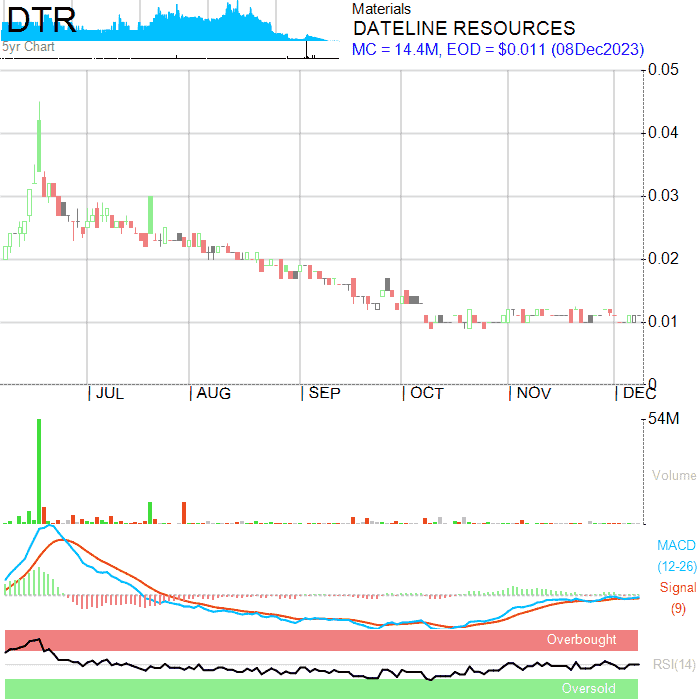 DTR
5yr Chart
Materials
DATELINE RESOURCES
MC = 14.4M, EOD = $0.011 (08Dec2023)
0.05
0.04
0.03
0.02
0.01
0
JUL
AUG
SEP
OCT
NOV
DEC
54M
Volume
MACD
(12-26)
Signal
(9)
Overbought
RSI(14)
Oversold